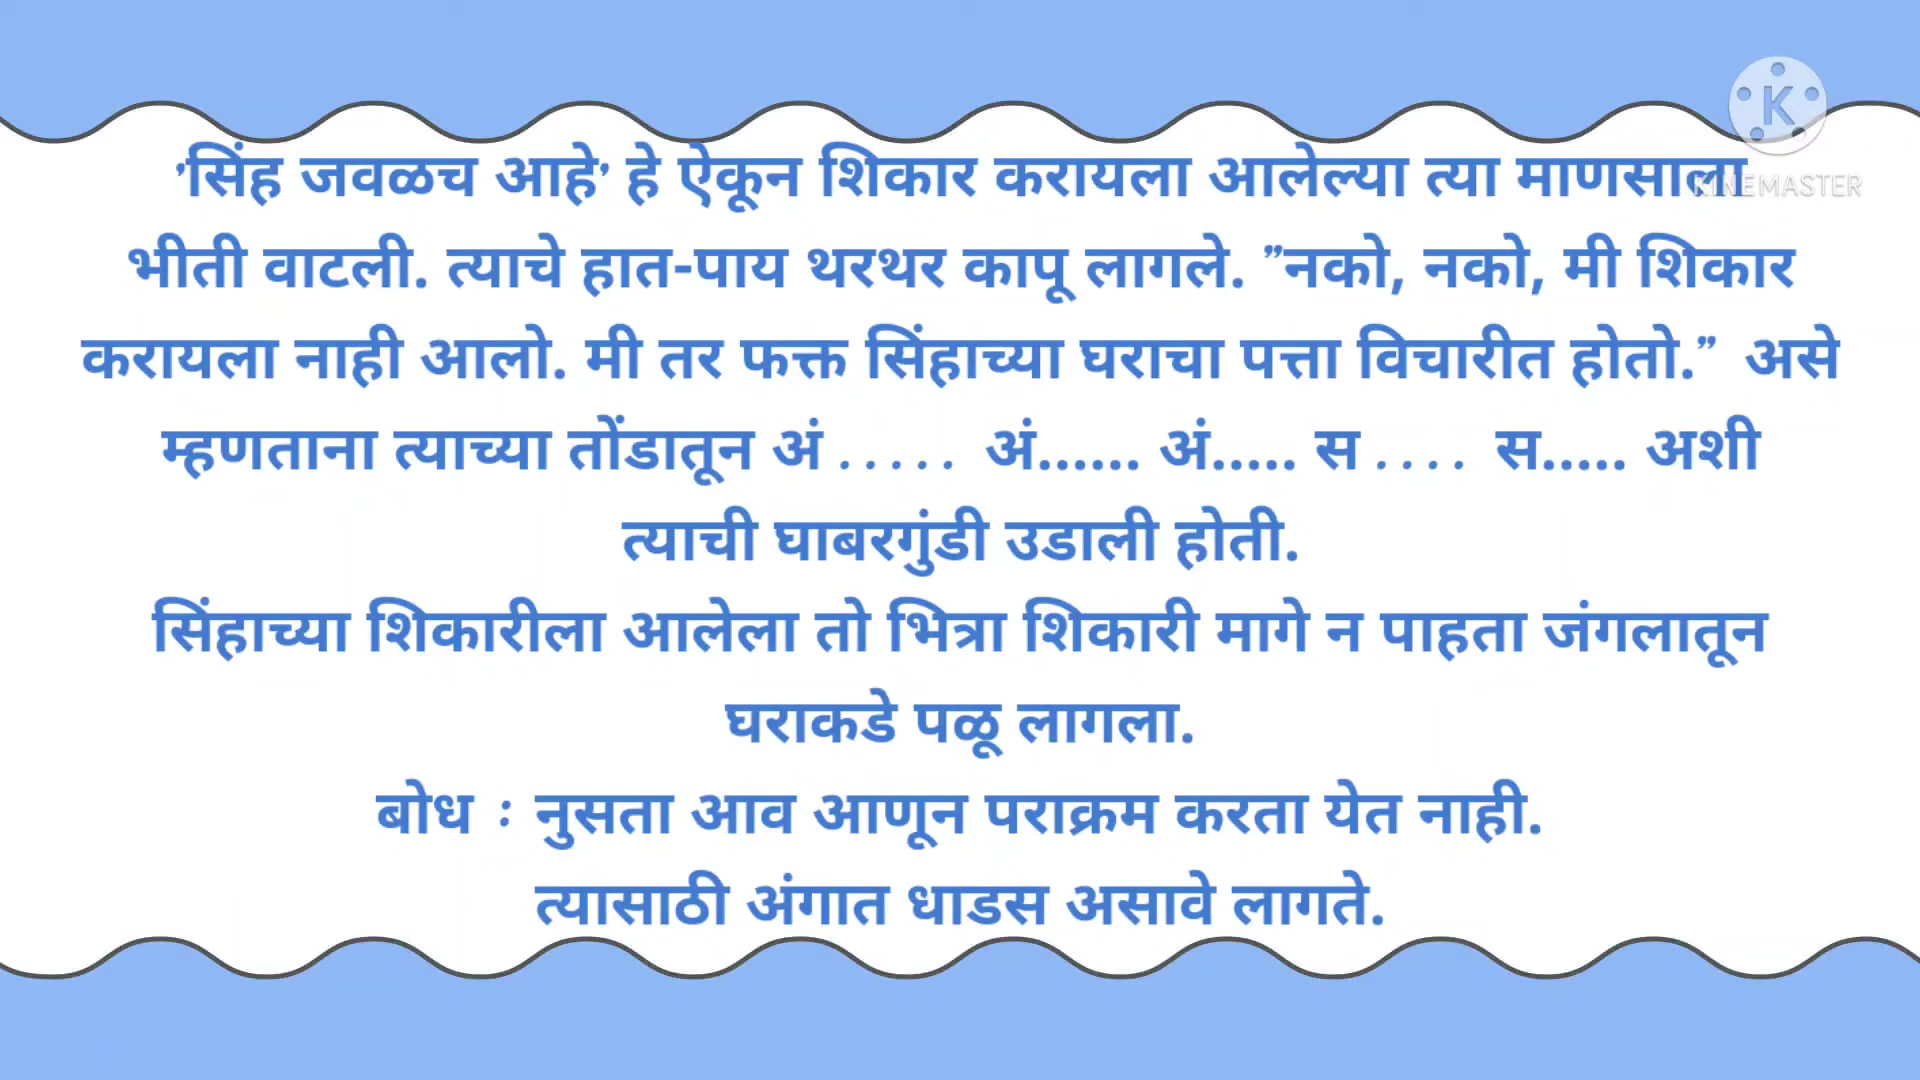 'सिंह जवळच आहे' हे ऐकून शिकार करायला आलेल्या त्या माणसाला
भीती वाटली. त्याचे हात-पाय थरथर कापू लागले. ”नको, नको, मी शिकार
करायला नाही आलो. मी तर फक्त सिंहाच्या घराचा पत्ता विचारीत होतो.” असे
म्हणताना त्याच्या तोंडातून अं ..... अं...... अं..... स .... स..... अशी
त्याची घाबरगुंडी उडाली होती.
सिंहाच्या शिकारीला आलेला तो भित्रा शिकारी मागे न पाहता जंगलातून
घराकडे पळू लागला.
बोध : नुसता आव आणून पराक्रम करता येत नाही.
त्यासाठी अंगात धाडस असावे लागते.
K
KINEMASTER